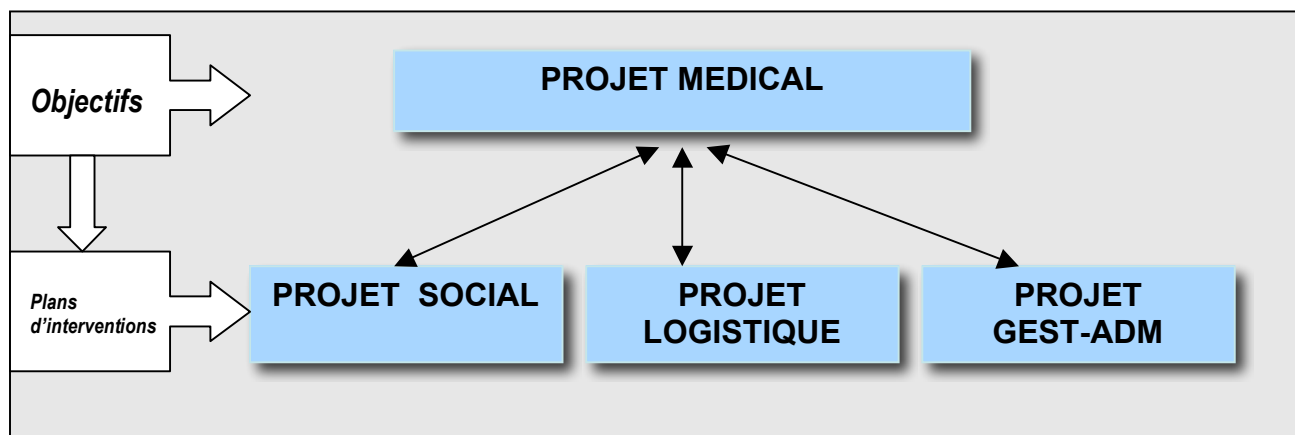 Objectifs
PROJET MEDICAL
Plans
d'interventions
PROJET SOCIAL
PROJET
LOGISTIQUE
PROJET
GEST-ADM